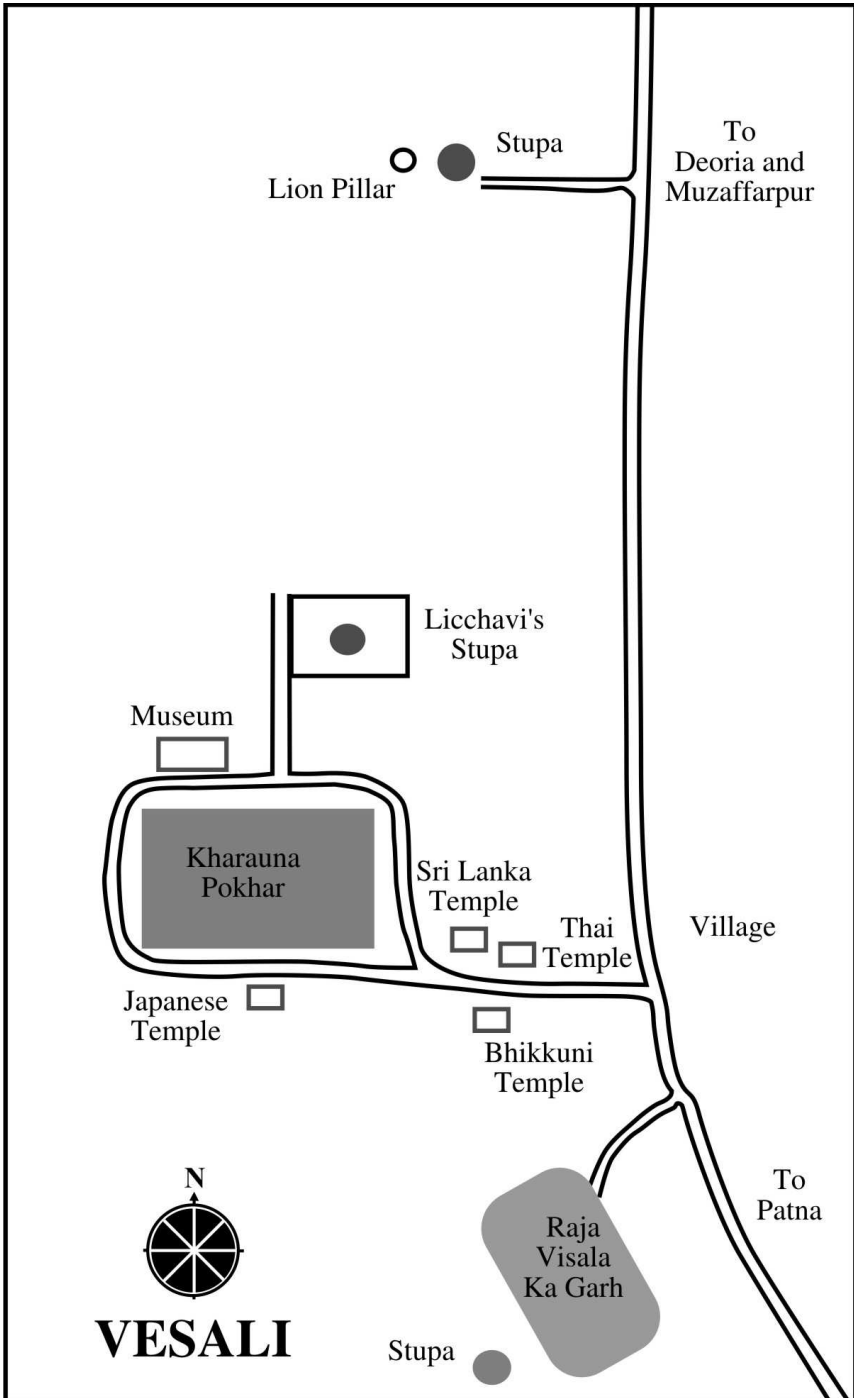 Stupa
To
Deoria and
Muzaffarpur
Lion Pillar
Licchavi's
Stupa
Museum
Kharauna
Pokhar
Sri Lanka
Temple
Thai
Temple
Village
Japanese
Temple
Bhikkuni
Temple
N
To
Patna
Raja
Visala
Ka Garh
VESALI
Stupa